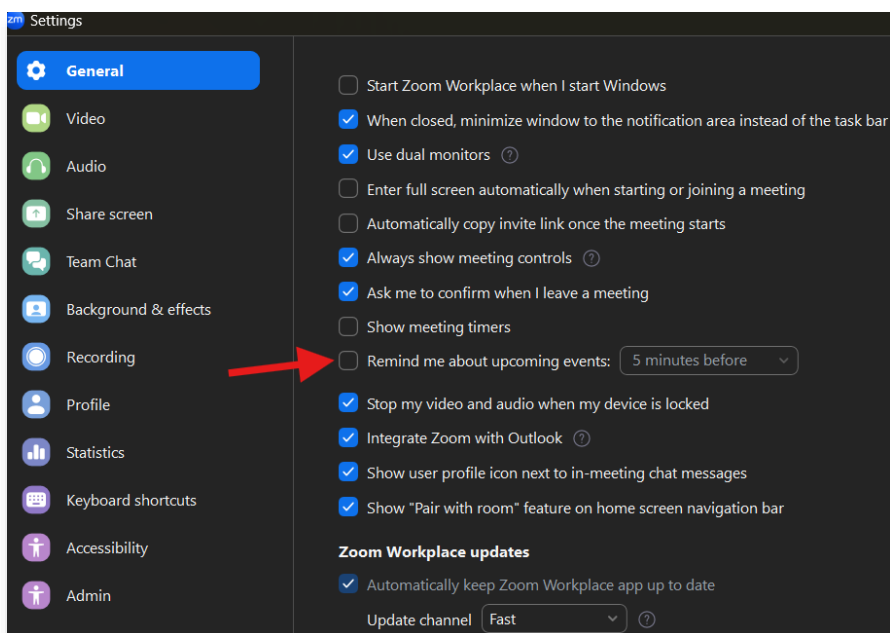 zm Settings
General
Video
Audio
Share screen
Team Chat
Background & effects
Recording
Profile
Statistics
Keyboard shortcuts
Accessibility
Admin
Start Zoom Workplace when I start Windows
When closed, minimize window to the notification area instead of the task bar
Use dual monitors ?
Enter full screen automatically when starting or joining a meeting
Automatically copy invite link once the meeting starts
Always show meeting controls ?
Ask me to confirm when I leave a meeting
Show meeting timers
Remind me about upcoming events: 5 minutes before
Stop my video and audio when my device is locked
Integrate Zoom with Outlook ?
Show user profile icon next to in-meeting chat messages
Show "Pair with room" feature on home screen navigation bar
Zoom Workplace updates
Automatically keep Zoom Workplace app up to date
Update channel Fast ?